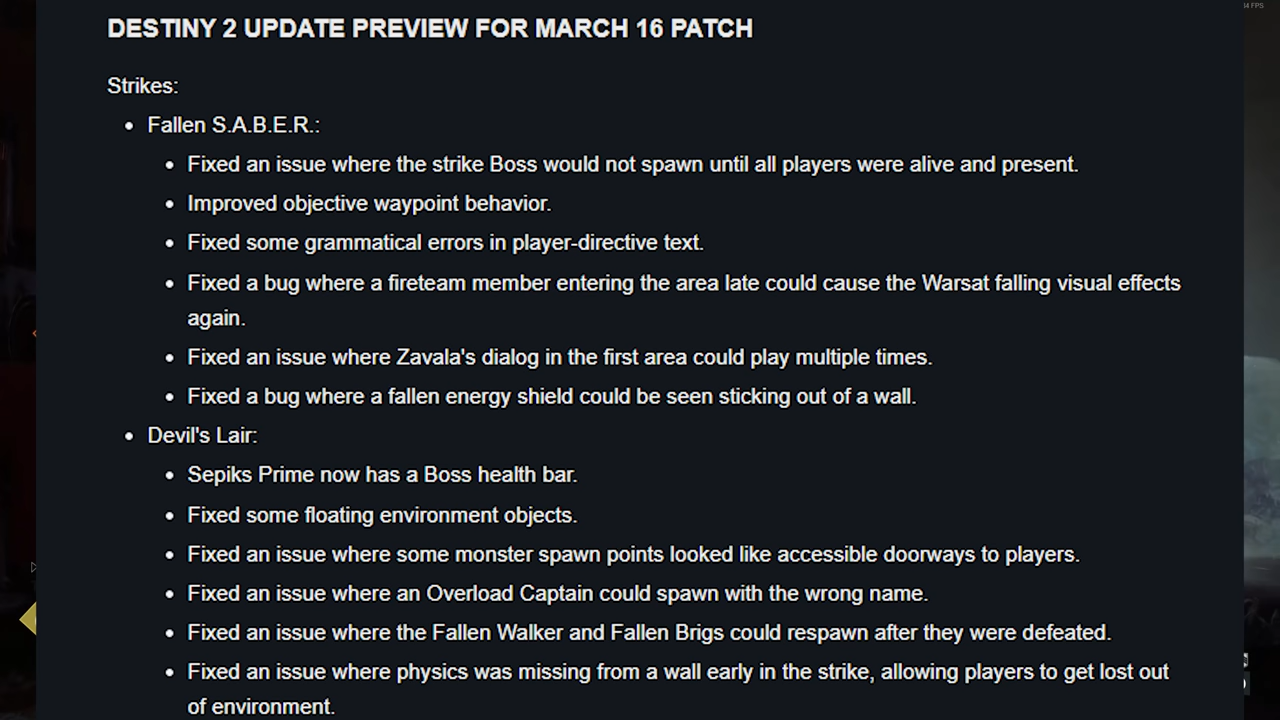 DESTINY 2 UPDATE PREVIEW FOR MARCH 16 PATCH
Strikes:
Fallen S.A.B.E.R.:
Fixed an issue where the strike Boss would not spawn until all players were alive and present.
Improved objective waypoint behavior.
Fixed some grammatical errors in player-directive text.
Fixed a bug where a fireteam member entering the area late could cause the Warsat falling visual effects
again.
Fixed an issue where Zavala's dialog in the first area could play multiple times.
Fixed a bug where a fallen energy shield could be seen sticking out of a wall.
Devil's Lair:
Sepiks Prime now has a Boss health bar.
Fixed some floating environment objects.
Fixed an issue where some monster spawn points looked like accessible doorways to players.
Fixed an issue where an Overload Captain could spawn with the wrong name.
Fixed an issue where the Fallen Walker and Fallen Brigs could respawn after they were defeated.
Fixed an issue where physics was missing from a wall early in the strike, allowing players to get lost out
of environment.